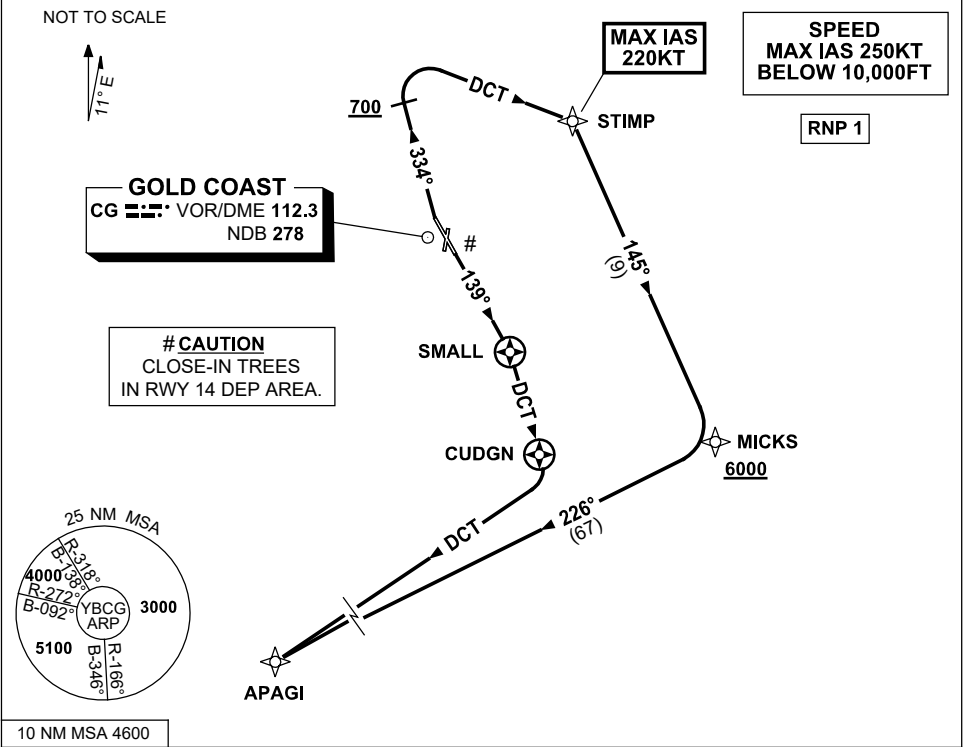 NOT TO SCALE
11° E
MAX IAS
220KT
SPEED
MAX IAS 250KT
BELOW 10,000FT
RNP 1
700
DCT
STIMP
334°
GOLD COAST
CG VOR/DME 112.3
NDB 278
#
139°
145°
(9)
# CAUTION
CLOSE-IN TREES
IN RWY 14 DEP AREA.
SMALL
DCT
CUDGN
MICKS
6000
DCT
226°
(67)
25 NM MSA
R-318°
B-138°
4000
R-272°
B-092°
YBCG
ARP
3000
5100
B-346°
R-166°
APAGI
10 NM MSA 4600